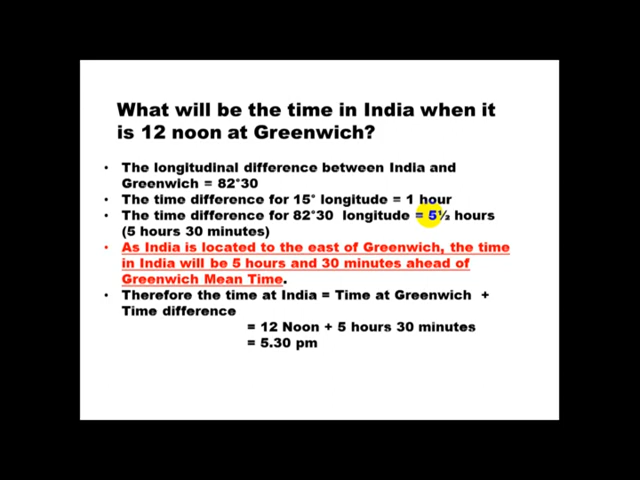 What will be the time in India when it
is 12 noon at Greenwich?
• The longitudinal difference between India and
Greenwich = 82°30
• The time difference for 15° longitude = 1 hour
• The time difference for 82°30 longitude = 5½ hours
(5 hours 30 minutes)
• As India is located to the east of Greenwich, the time
in India will be 5 hours and 30 minutes ahead of
Greenwich Mean Time.
• Therefore the time at India = Time at Greenwich +
Time difference
= 12 Noon + 5 hours 30 minutes
= 5.30 pm